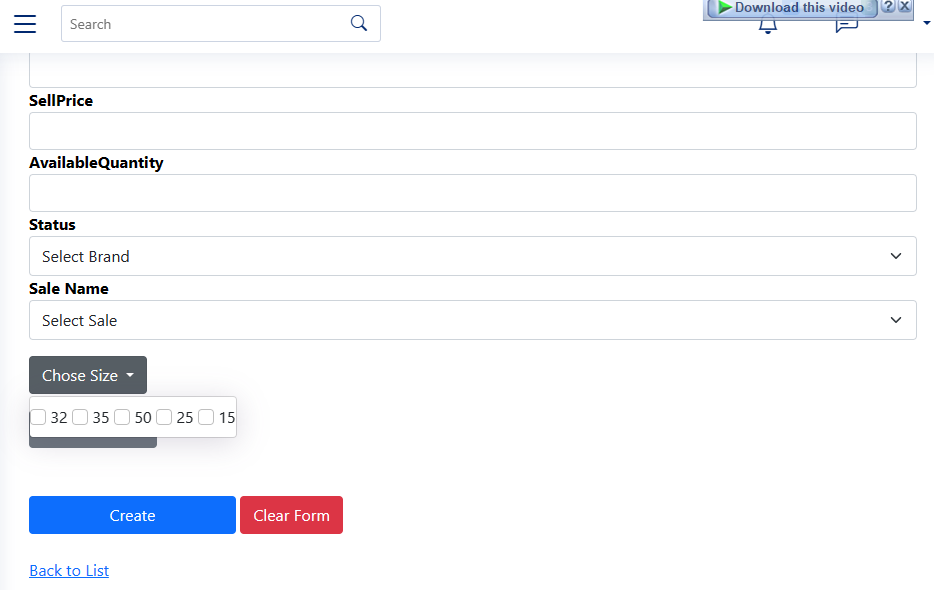 Search
Download this video ? X
SellPrice
AvailableQuantity
Status
Select Brand
Sale Name
Select Sale
Chose Size
32 35 50 25 15
Create Clear Form
Back to List